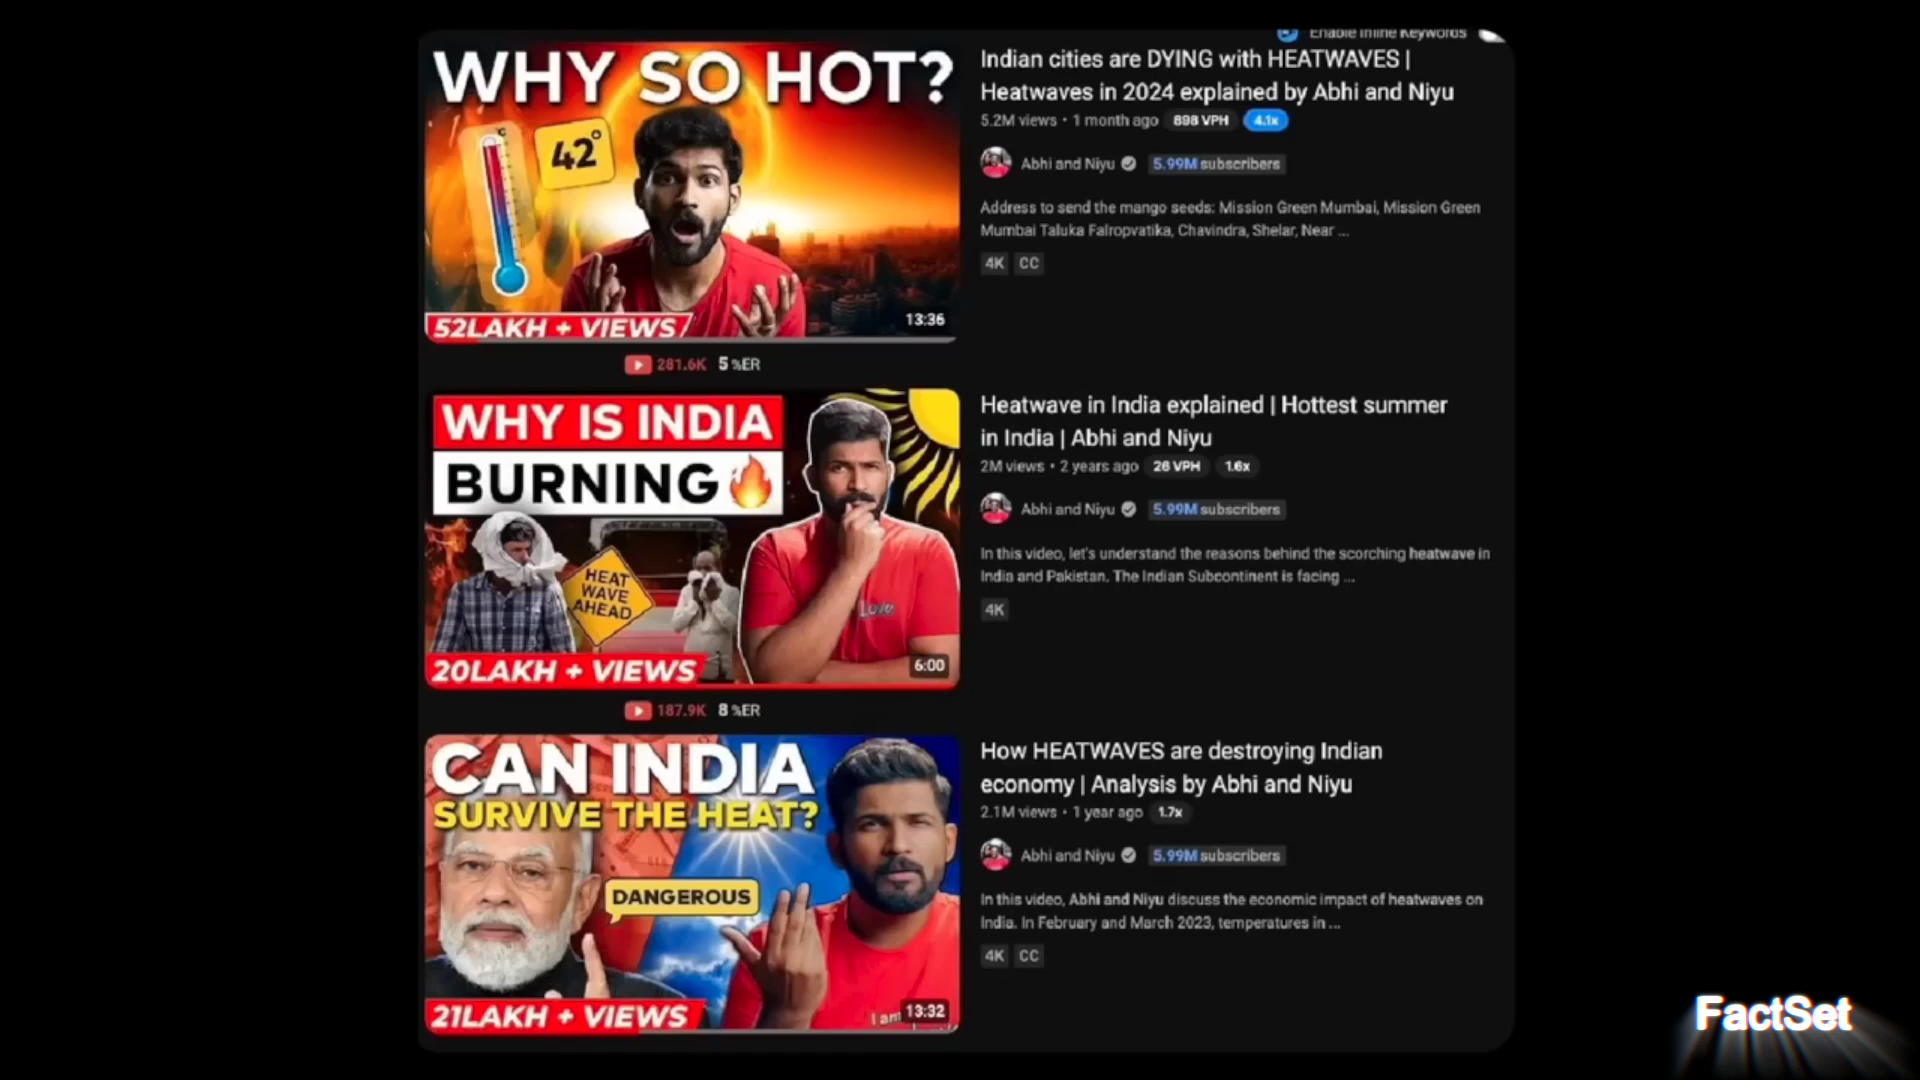 Enable Inline Keywords
WHY SO HOT?
°C
42°
52LAKH + VIEWS
13:36
281.6K 5 %ER
Indian cities are DYING with HEATWAVES |
Heatwaves in 2024 explained by Abhi and Niyu
5.2M views • 1 month ago 898 VPH 4.1x
Abhi and Niyu 5.99M subscribers
Address to send the mango seeds: Mission Green Mumbai, Mission Green
Mumbai Taluka Falropvatika, Chavindra, Shelar, Near ...
4K CC
WHY IS INDIA
BURNING
HEAT
WAVE
AHEAD
Love
20LAKH + VIEWS
6:00
187.9K 8 %ER
Heatwave in India explained | Hottest summer
in India | Abhi and Niyu
2M views • 2 years ago 26 VPH 1.6x
Abhi and Niyu 5.99M subscribers
In this video, let's understand the reasons behind the scorching heatwave in
India and Pakistan. The Indian Subcontinent is facing ...
4K
CAN INDIA
SURVIVE THE HEAT?
DANGEROUS
21LAKH + VIEWS
I am
13:32
How HEATWAVES are destroying Indian
economy | Analysis by Abhi and Niyu
2.1M views • 1 year ago 1.7x
Abhi and Niyu 5.99M subscribers
In this video, Abhi and Niyu discuss the economic impact of heatwaves on
India. In February and March 2023, temperatures in ...
4K CC
FactSet